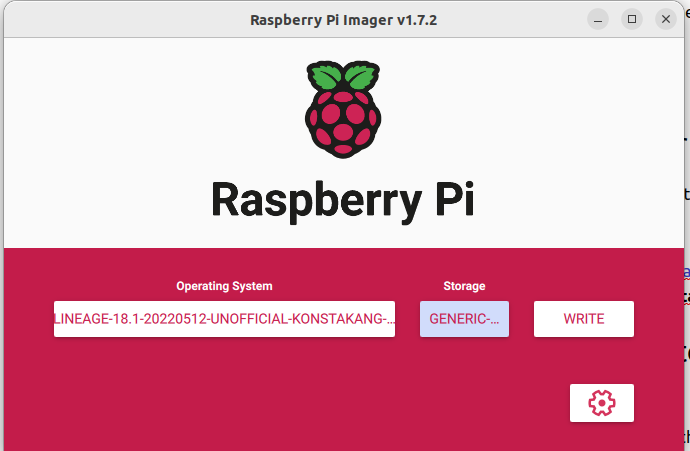 Raspberry Pi Imager v1.7.2
Raspberry Pi
Operating System
Storage
LINEAGE-18.1-20220512-UNOFFICIAL-KONSTAKANG-...
GENERIC-...
WRITE